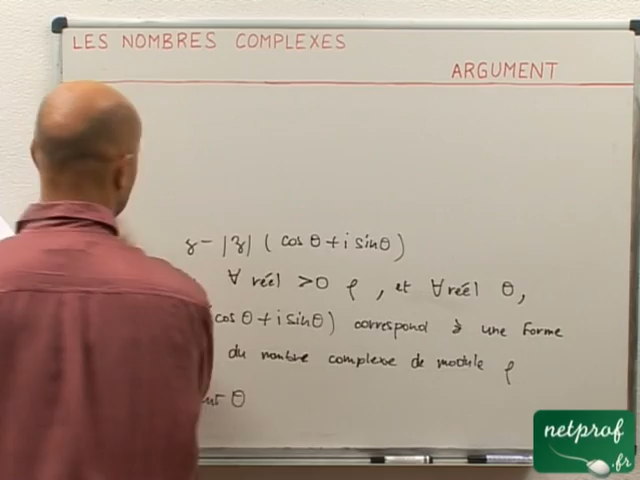 LES NOMBRES COMPLEXES
ARGUMENT
z = |z| ( cos θ + i sin θ )
∀ réel >0 ρ , et ∀ réel θ,
(cos θ + i sin θ) correspond à une forme
du nombre complexe de module ρ
θ
netprof
.fr